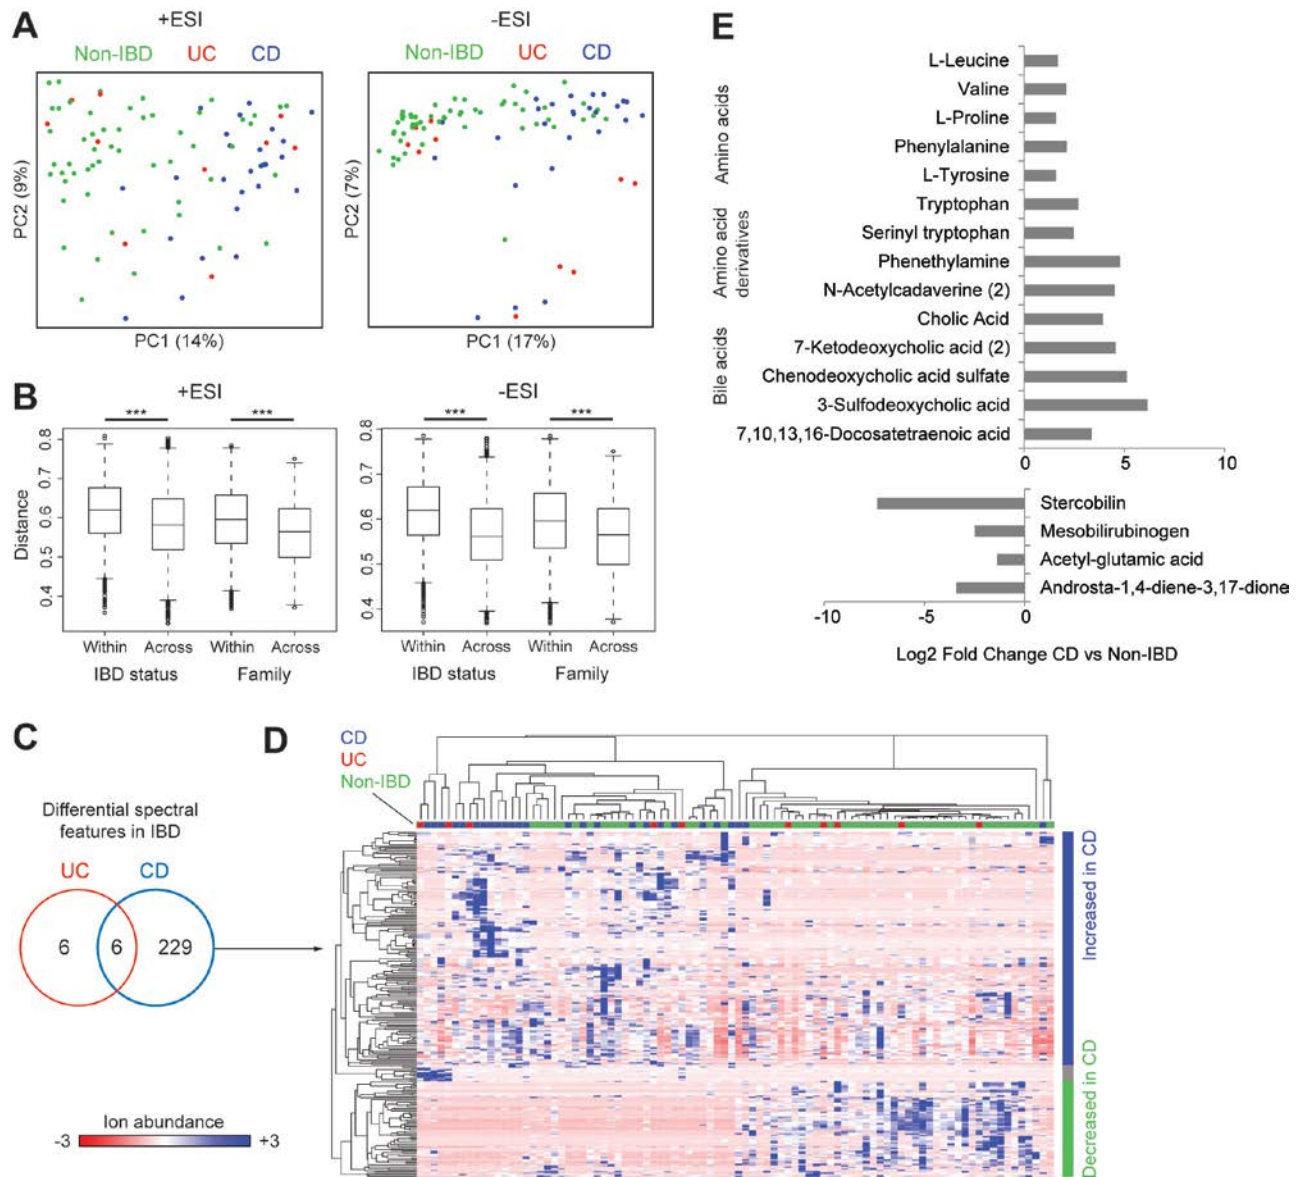 A
+ESI
-ESI
Non-IBD UC CD
Non-IBD UC CD
PC2 (9%)
PC1 (14%)
PC2 (7%)
PC1 (17%)
B
+ESI
-ESI
***
***
***
***
Distance
0.8
0.7
0.6
0.5
0.4
0.8
0.7
0.6
0.5
0.4
Within Across Within Across
IBD status Family
Within Across Within Across
IBD status Family
C
Differential spectral
features in IBD
UC CD
6 6 229
Ion abundance
-3 +3
D
CD
UC
Non-IBD
Increased in CD
Decreased in CD
E
Amino acids
Amino acid
derivatives
Bile acids
L-Leucine
Valine
L-Proline
Phenylalanine
L-Tyrosine
Tryptophan
Serinyl tryptophan
Phenethylamine
N-Acetylcadaverine (2)
Cholic Acid
7-Ketodeoxycholic acid (2)
Chenodeoxycholic acid sulfate
3-Sulfodeoxycholic acid
7,10,13,16-Docosatetraenoic acid
0 5 10
Stercobilin
Mesobilirubinogen
Acetyl-glutamic acid
Androsta-1,4-diene-3,17-dione
-10 -5 0
Log2 Fold Change CD vs Non-IBD